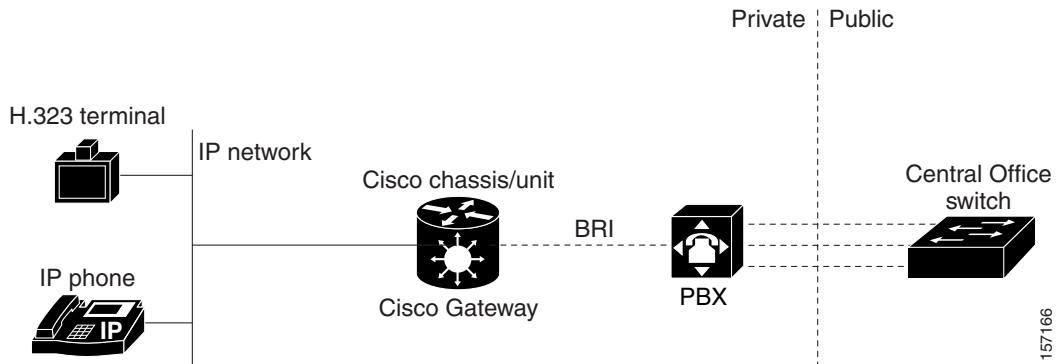 Private
Public
H.323 terminal
IP network
Cisco chassis/unit
Central Office
switch
BRI
IP phone
IP
Cisco Gateway
PBX
157166